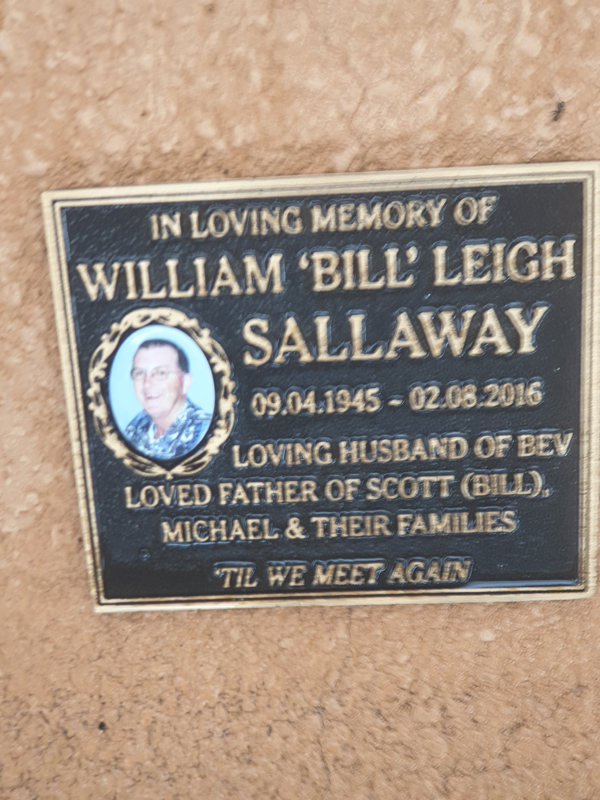 IN LOVING MEMORY OF
WILLIAM 'BILL' LEIGH
SALLAWAY
09.04.1945 - 02.08.2016
LOVING HUSBAND OF BEV
LOVED FATHER OF SCOTT (BILL),
MICHAEL & THEIR FAMILIES
'TIL WE MEET AGAIN